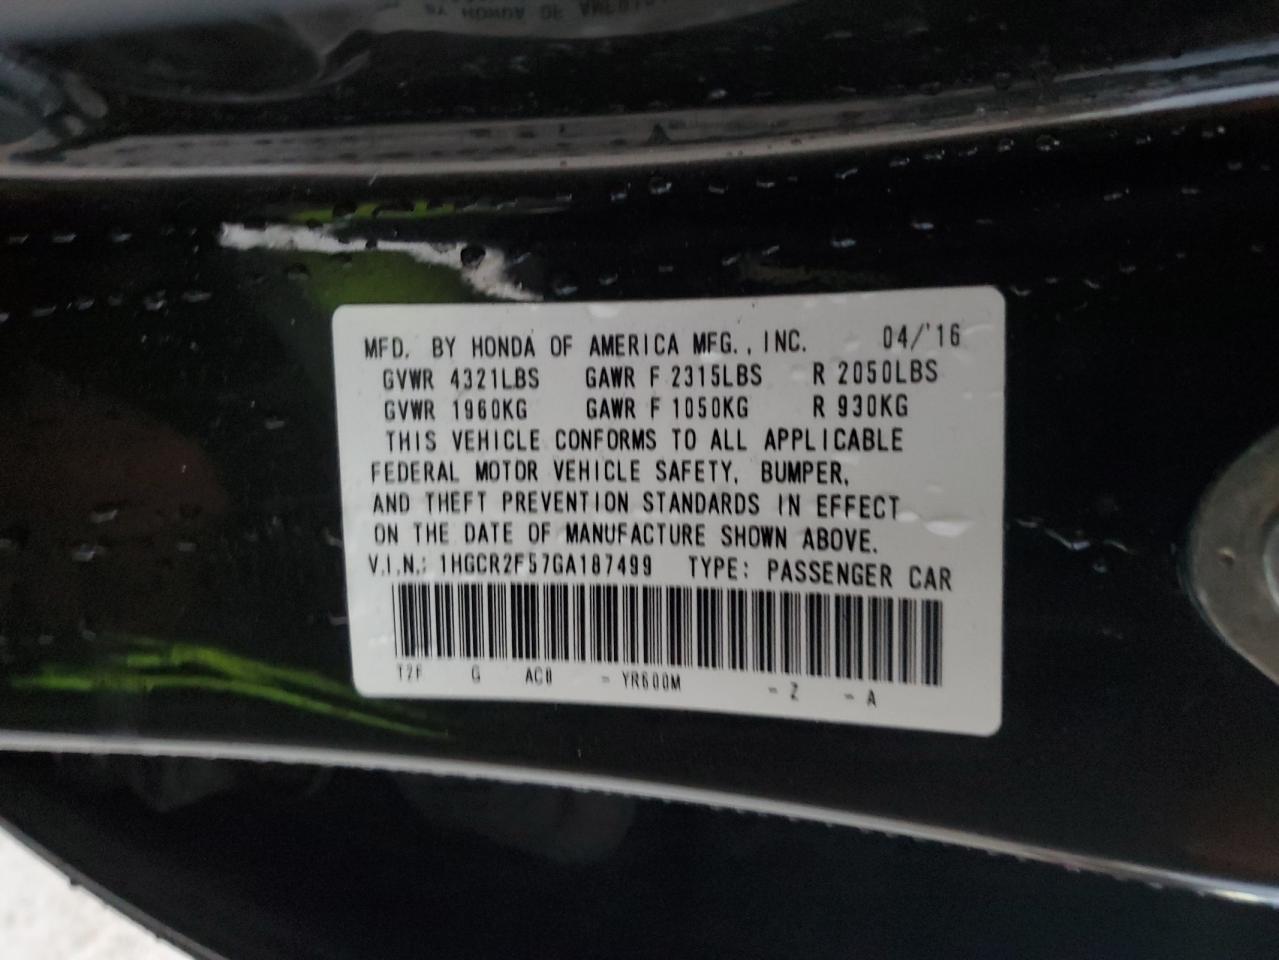 MFD. BY HONDA OF AMERICA MFG., INC. 04/'16
GVWR 4321LBS GAWR F 2315LBS R 2050LBS
GVWR 1960KG GAWR F 1050KG R 930KG
THIS VEHICLE CONFORMS TO ALL APPLICABLE
FEDERAL MOTOR VEHICLE SAFETY, BUMPER,
AND THEFT PREVENTION STANDARDS IN EFFECT
ON THE DATE OF MANUFACTURE SHOWN ABOVE.
V.I.N.: 1HGCR2F57GA187499 TYPE: PASSENGER CAR
T2F G AC0 - YR600M - Z - A